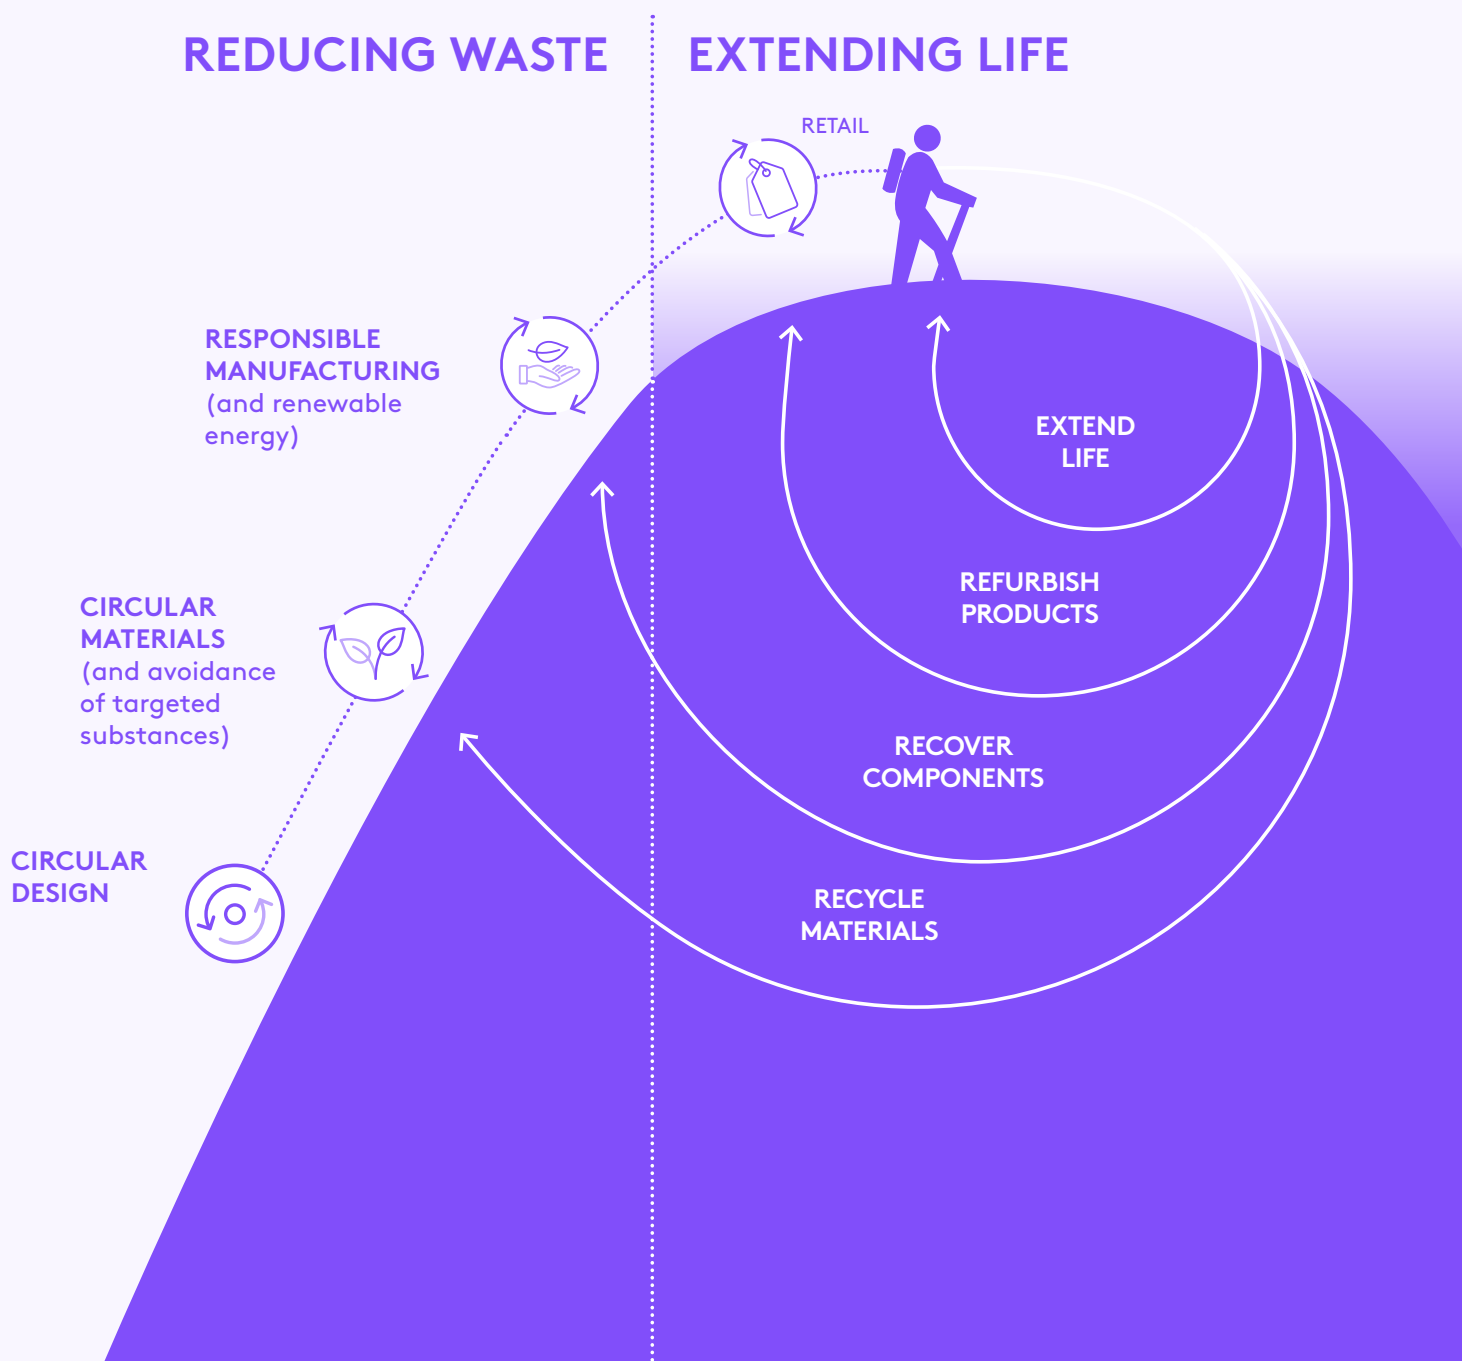 REDUCING WASTE
EXTENDING LIFE
RETAIL
RESPONSIBLE
MANUFACTURING
(and renewable
energy)
CIRCULAR
MATERIALS
(and avoidance
of targeted
substances)
CIRCULAR
DESIGN
EXTEND
LIFE
REFURBISH
PRODUCTS
RECOVER
COMPONENTS
RECYCLE
MATERIALS